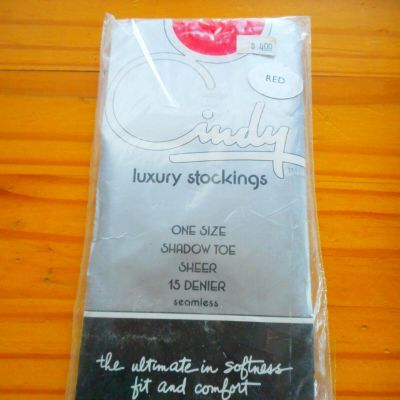 $ 4.00
RED
Cindy
luxury stockings
ONE SIZE
SHADOW TOE
SHEER
15 DENIER
seamless
the ultimate in softness
fit and comfort